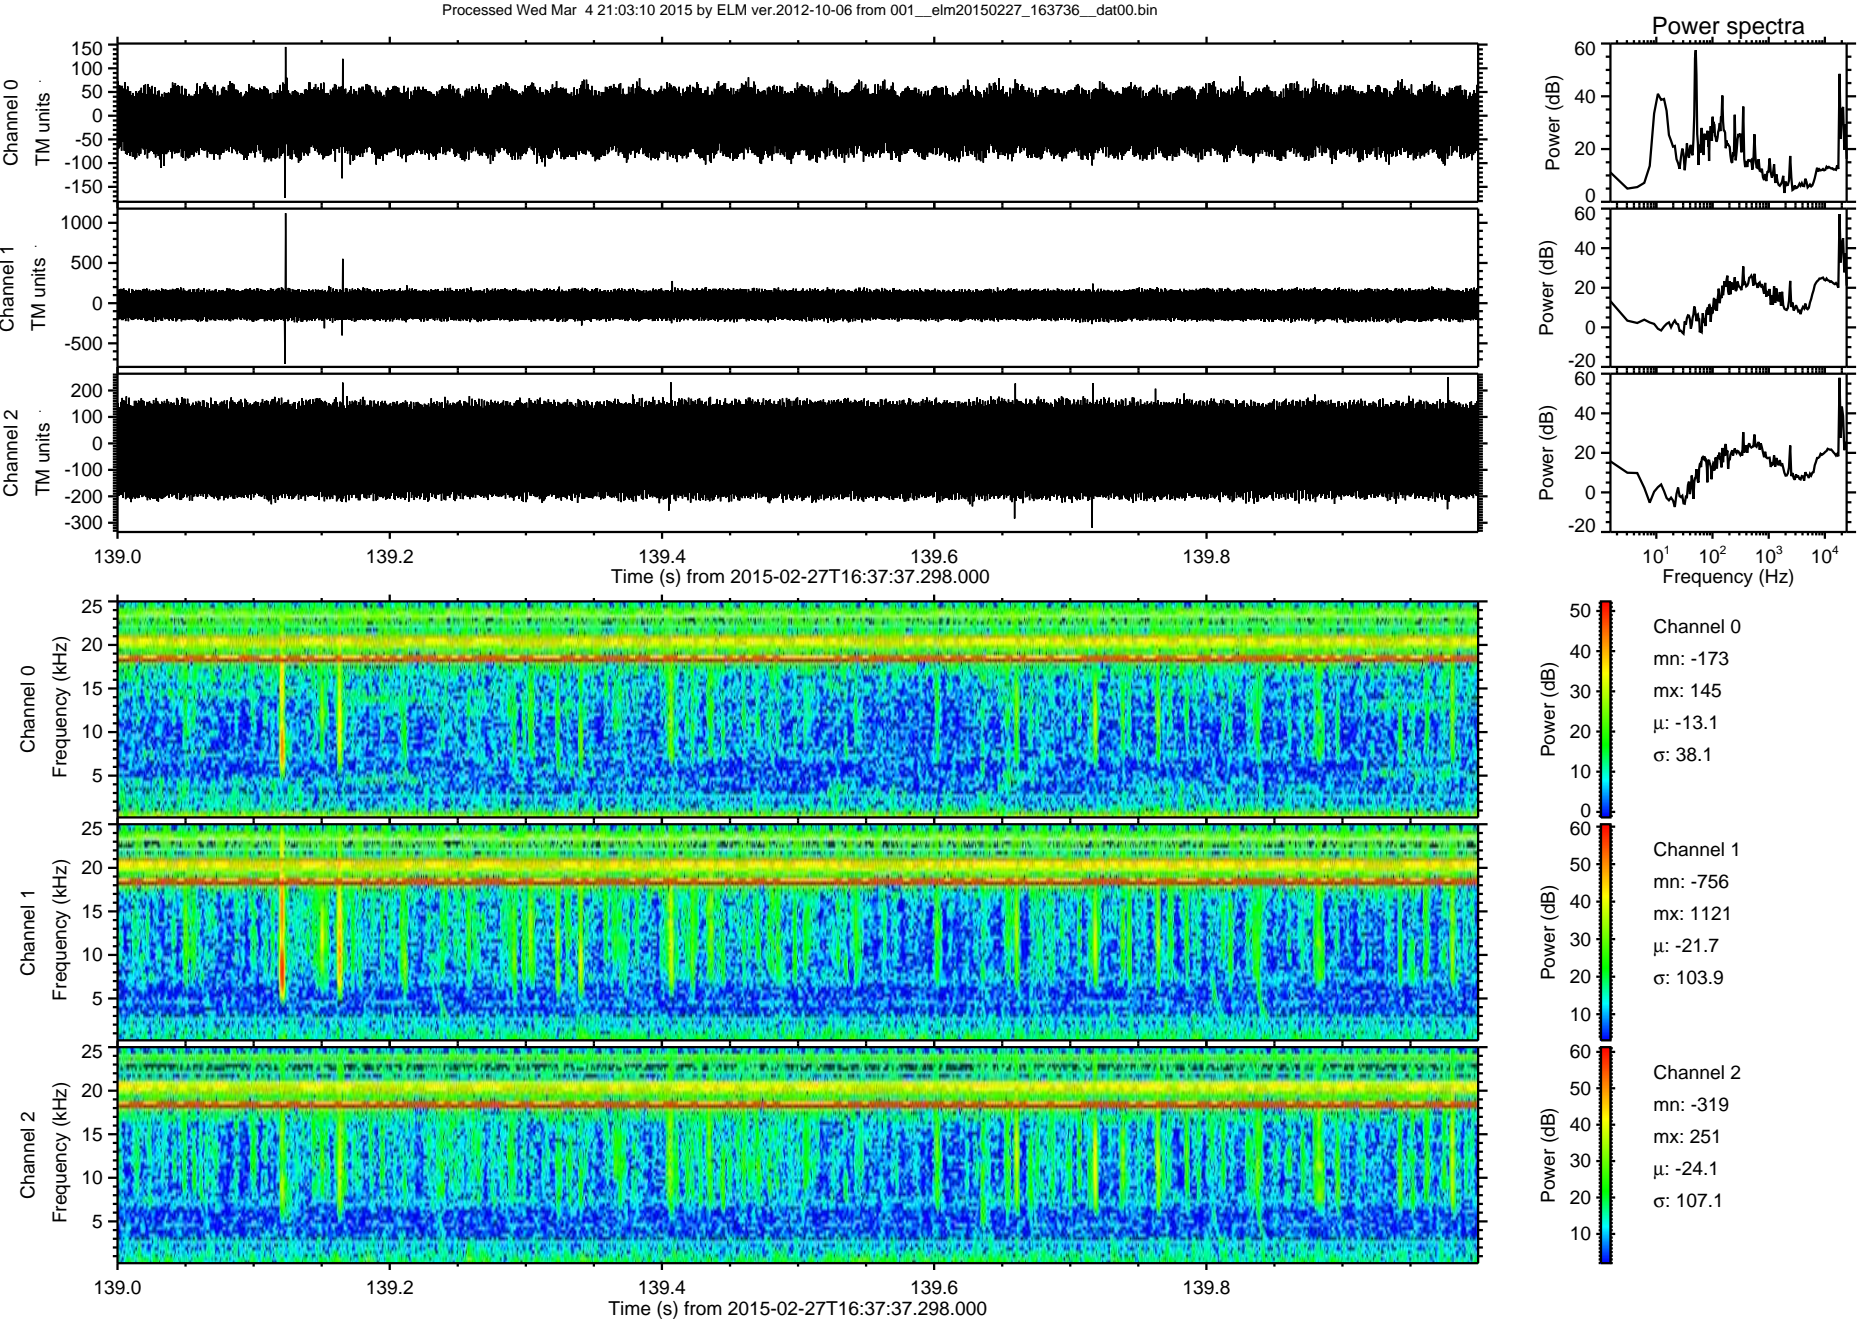 Processed Wed Mar  4 21:03:10 2015 by ELM ver.2012-10-06 from 001__elm20150227_163736__dat00.bin
Power spectra
Channel 0
TM units
150
100
50
0
-50
-100
-150
Power (dB)
60
40
20
0
Channel 1
TM units
1000
500
0
-500
Power (dB)
60
40
20
0
-20
Channel 2
TM units
200
100
0
-100
-200
-300
Power (dB)
60
40
20
0
-20
139.0 139.2 139.4 139.6 139.8
Time (s) from 2015-02-27T16:37:37.298.000
10^1 10^2 10^3 10^4
Frequency (Hz)
Channel 0
Frequency (kHz)
25
20
15
10
5
Power (dB)
50
40
30
20
10
0
Channel 0
mn: -173
mx: 145
μ: -13.1
σ: 38.1
Channel 1
Frequency (kHz)
25
20
15
10
5
Power (dB)
60
50
40
30
20
10
Channel 1
mn: -756
mx: 1121
μ: -21.7
σ: 103.9
Channel 2
Frequency (kHz)
25
20
15
10
5
Power (dB)
60
50
40
30
20
10
Channel 2
mn: -319
mx: 251
μ: -24.1
σ: 107.1
139.0 139.2 139.4 139.6 139.8
Time (s) from 2015-02-27T16:37:37.298.000